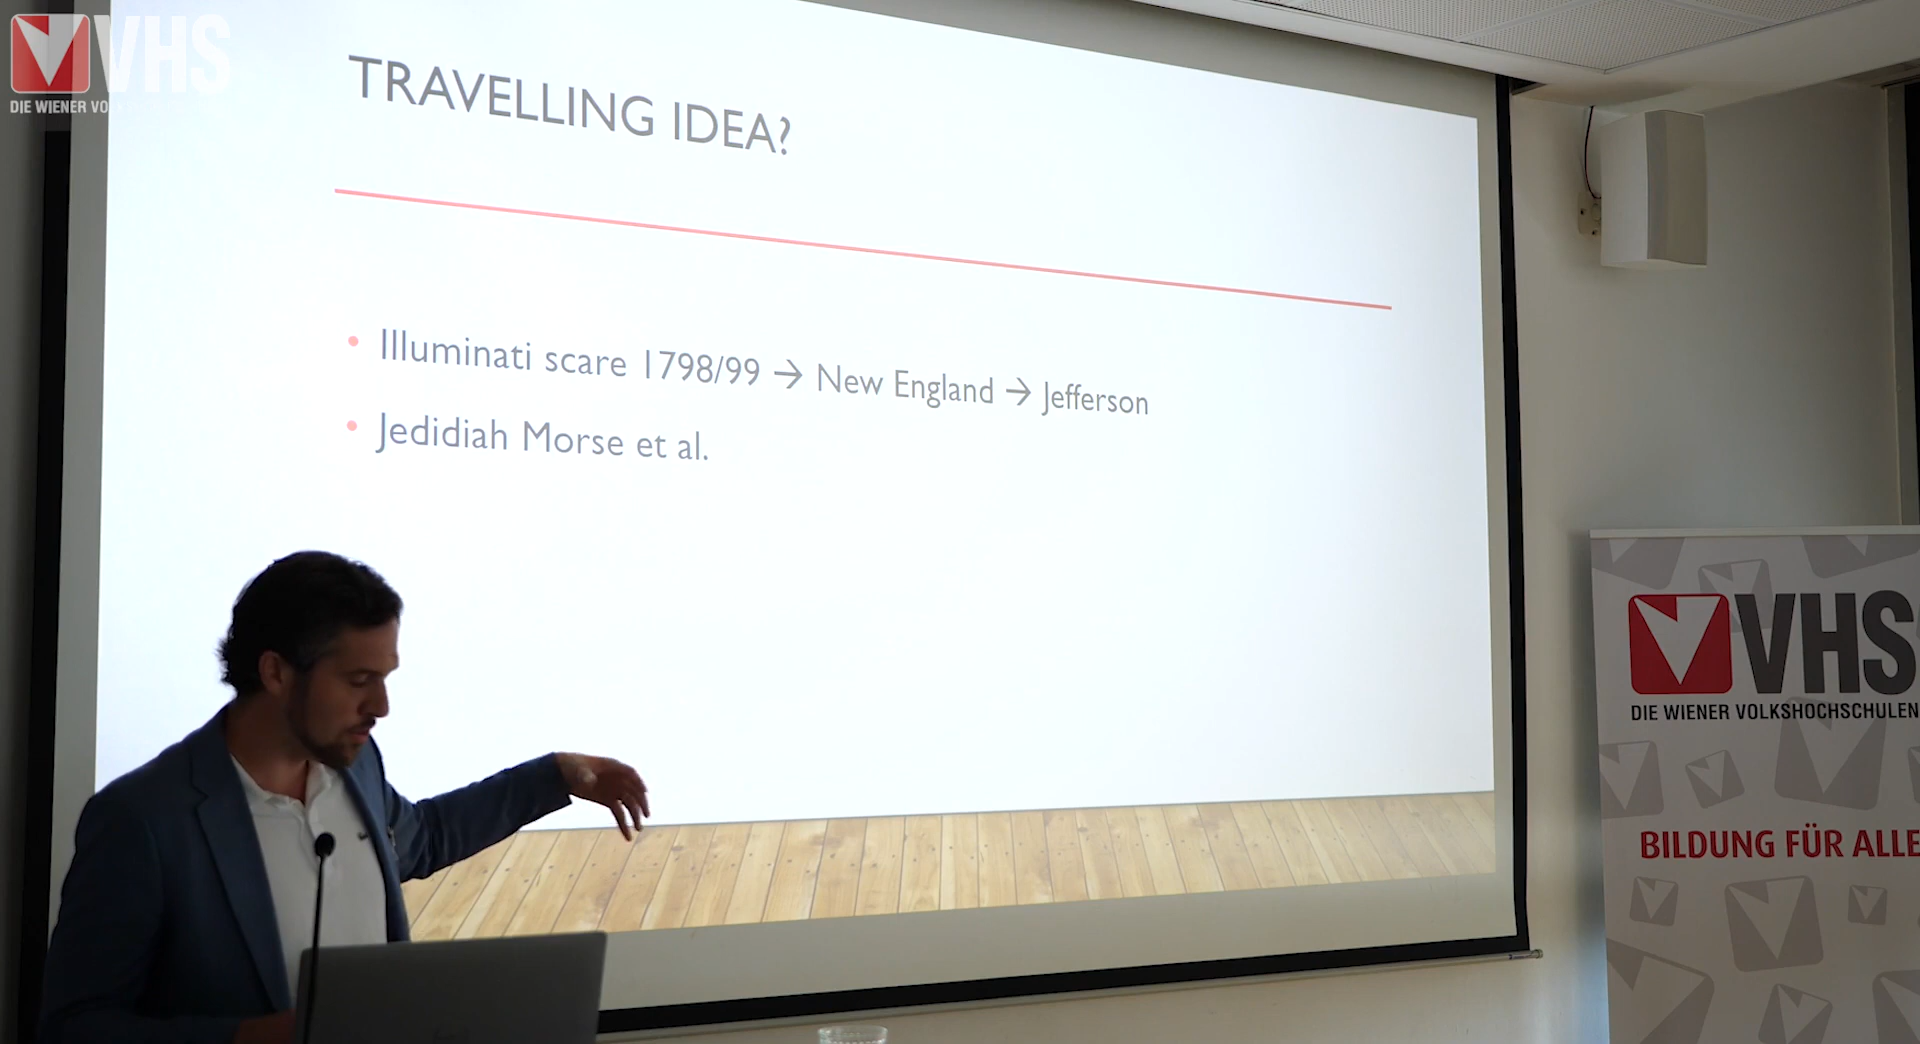 VHS
DIE WIENER VO
TRAVELLING IDEA?
• Illuminati scare 1798/99 → New England → Jefferson
• Jedidiah Morse et al.
VHS
DIE WIENER VOLKSHOCHSCHULEN
BILDUNG FÜR ALLE